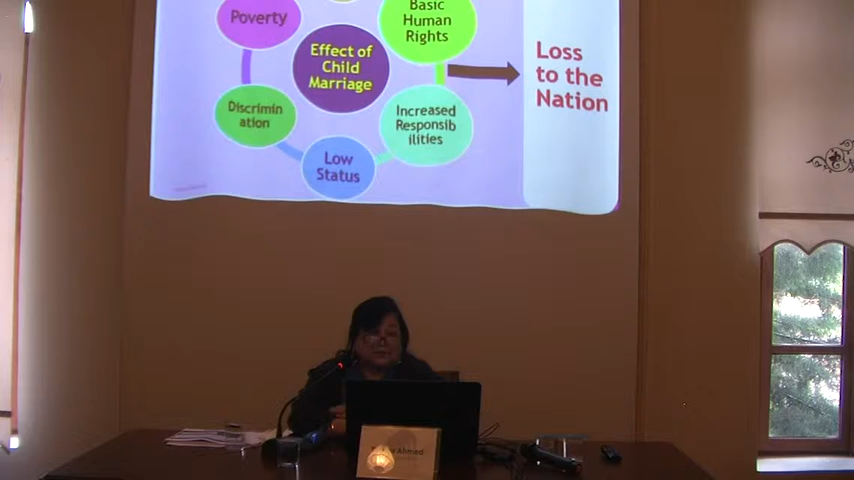 Poverty
Basic
Human
Rights
Effect of
Child
Marriage
Loss
to the
Nation
Discrimin
ation
Increased
Responsib
ilities
Low
Status
Ahmad